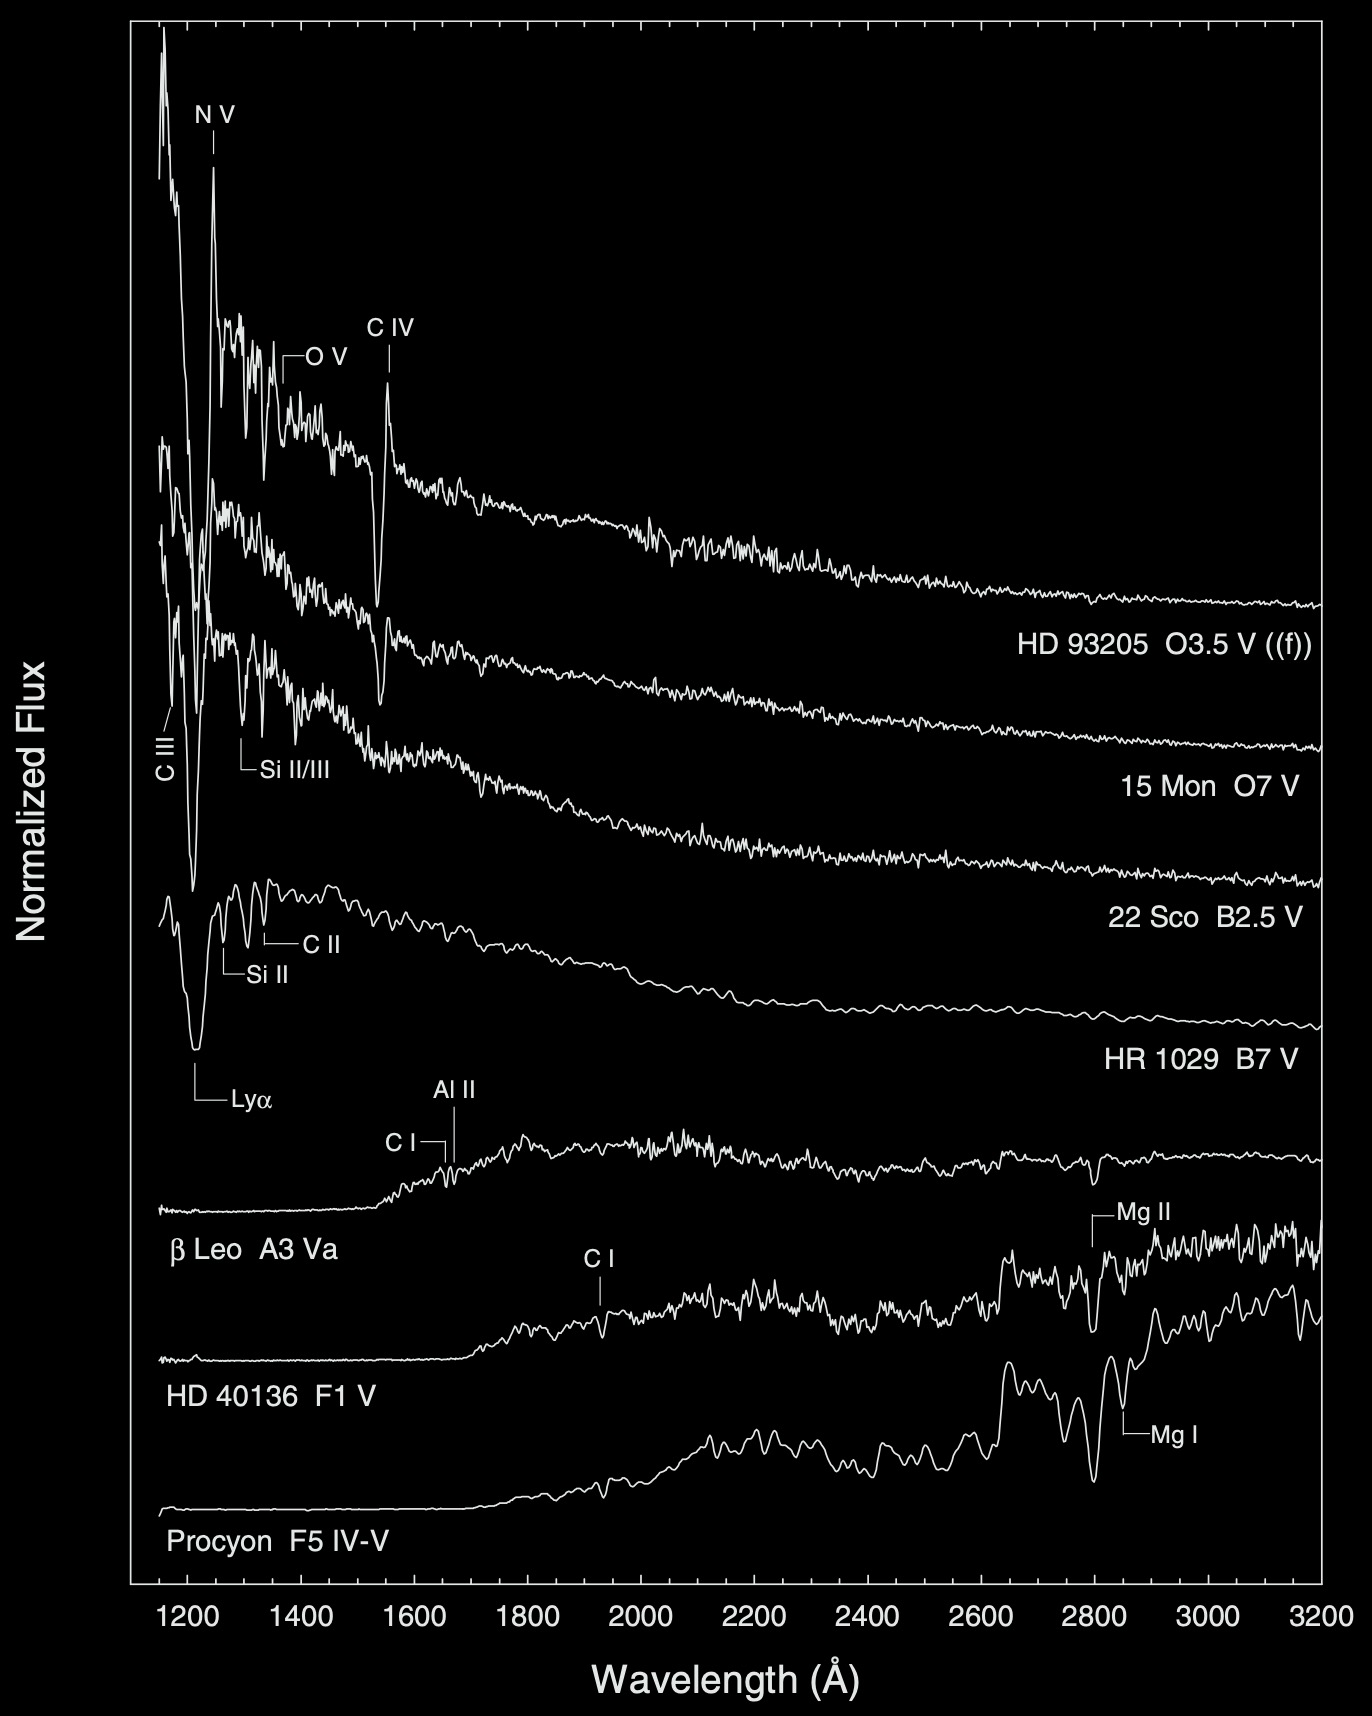 N V
C IV
O V
HD 93205 O3.5 V ((f))
C III
Si II/III
15 Mon O7 V
22 Sco B2.5 V
C II
Si II
HR 1029 B7 V
Lyα
Al II
C I
β Leo A3 Va
Mg II
C I
HD 40136 F1 V
Mg I
Procyon F5 IV-V
1200 1400 1600 1800 2000 2200 2400 2600 2800 3000 3200
Wavelength (Å)
Normalized Flux